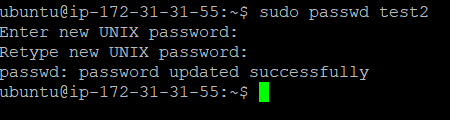 ubuntu@ip-172-31-31-55:~$ sudo passwd test2
Enter new UNIX password:
Retype new UNIX password:
passwd: password updated successfully
ubuntu@ip-172-31-31-55:~$